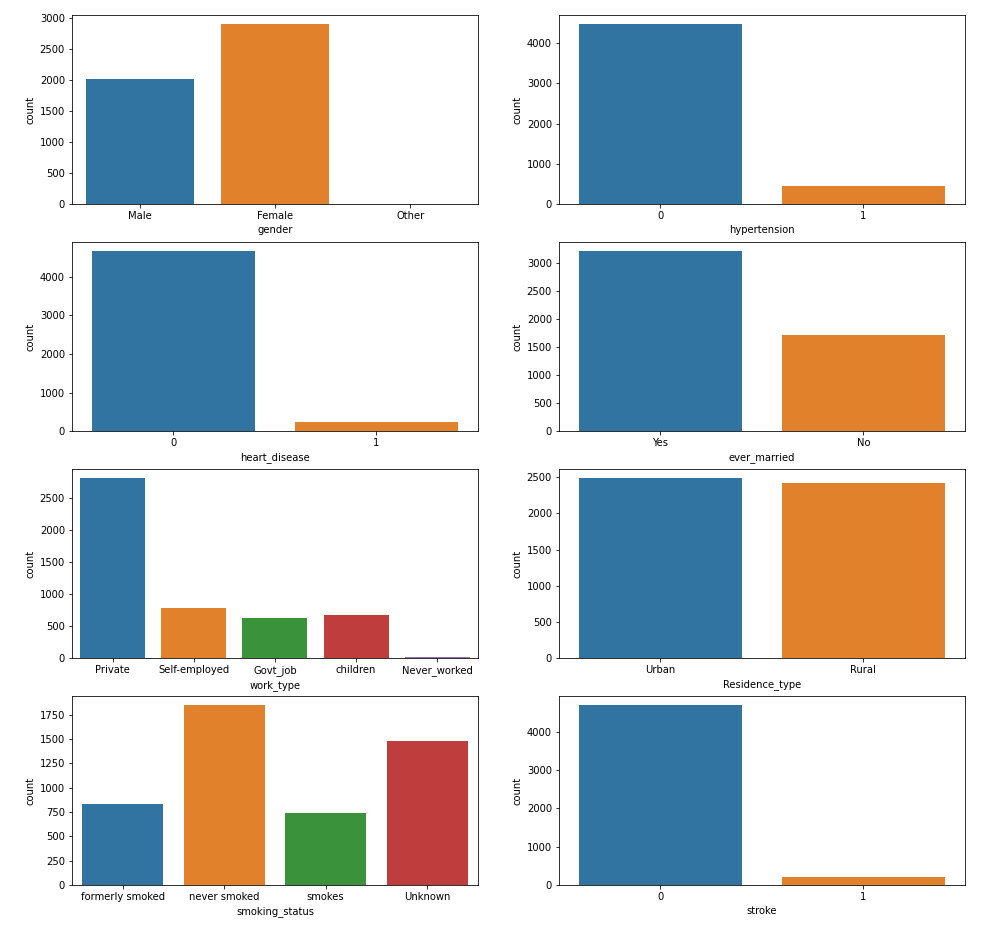 3000
2500
2000
1500
1000
500
0
count
Male Female Other
gender
4000
3000
2000
1000
0
count
0 1
hypertension
4000
3000
2000
1000
0
count
0 1
heart_disease
3000
2500
2000
1500
1000
500
0
count
Yes No
ever_married
2500
2000
1500
1000
500
0
count
Private Self-employed Govt_job children Never_worked
work_type
2500
2000
1500
1000
500
0
count
Urban Rural
Residence_type
1750
1500
1250
1000
750
500
250
0
count
formerly smoked never smoked smokes Unknown
smoking_status
4000
3000
2000
1000
0
count
0 1
stroke